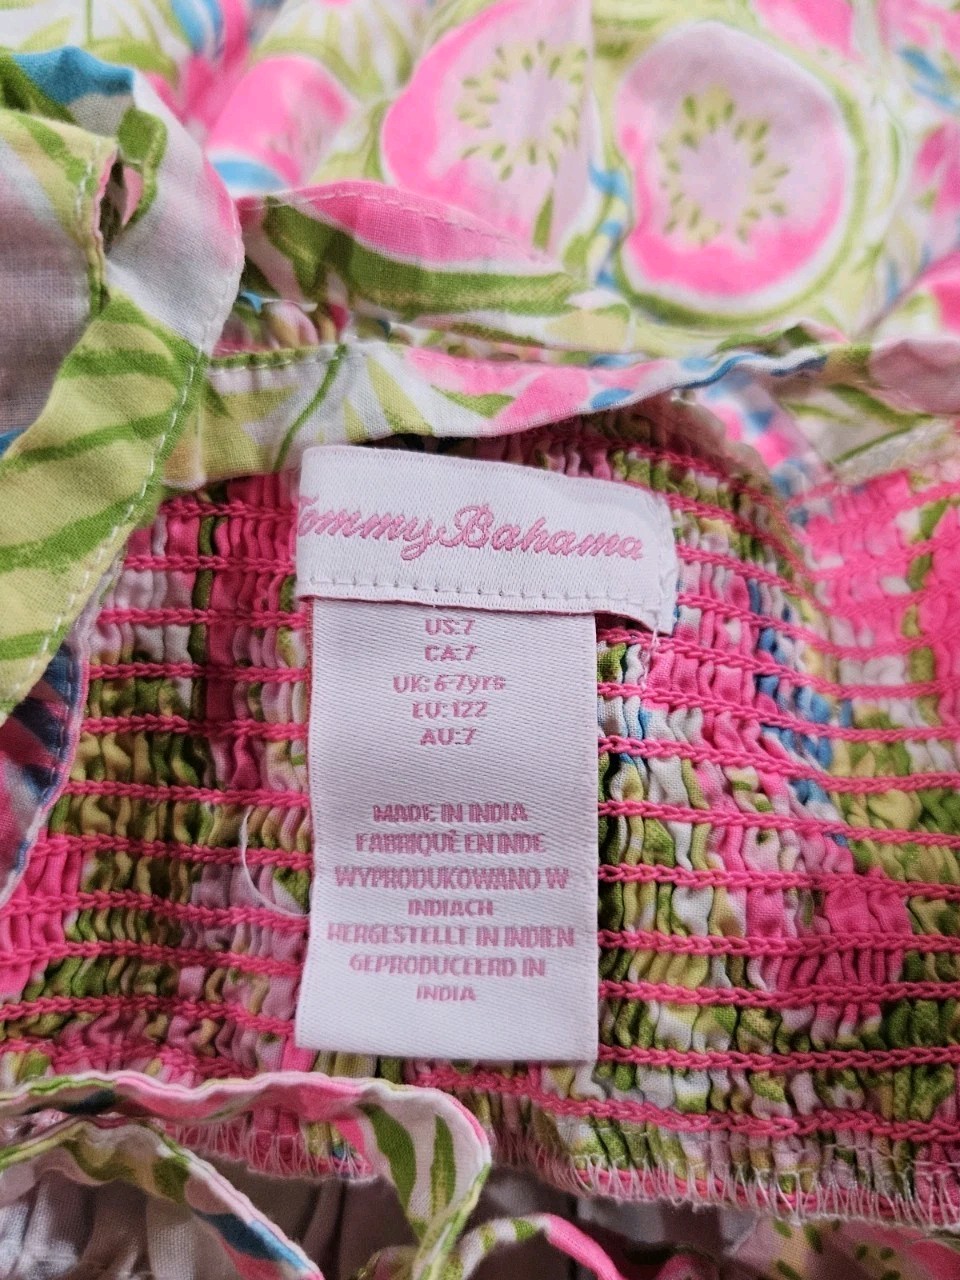 Tommy Bahama
US:7
CA:7
UK: 6-7yrs
EU: 122
AU:7
MADE IN INDIA
FABRIQUÉ EN INDE
WYPRODUKOWANO W
INDIACH
HERGESTELLT IN INDIEN
GEPRODUCEERD IN
INDIA